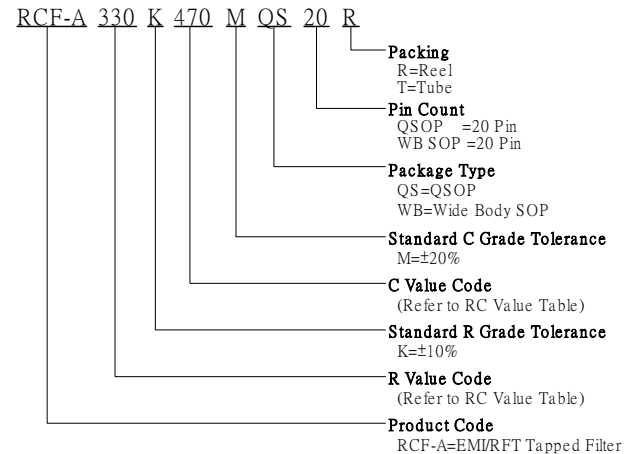 RCF-A 330 K 470 M QS 20 R
Packing
R=Reel
T=Tube
Pin Count
QSOP =20 Pin
WB SOP =20 Pin
Package Type
QS=QSOP
WB=Wide Body SOP
Standard C Grade Tolerance
M=±20%
C Value Code
(Refer to RC Value Table)
Standard R Grade Tolerance
K=±10%
R Value Code
(Refer to RC Value Table)
Product Code
RCF-A=EMI/RFT Tapped Filter